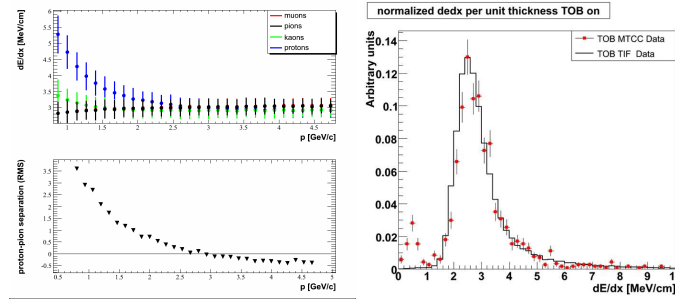 dE/dx [MeV/cm]
6
5.5
5
4.5
4
3.5
3
muons
pions
kaons
protons
1 1.5 2 2.5 3 3.5 4 4.5
p [GeV/c]
proton-pion separation (RMS)
3.5
3
2.5
2
1.5
1
0.5
0
-0.5
0.5 1 1.5 2 2.5 3 3.5 4 4.5 5
p [GeV/c]
normalized dedx per unit thickness TOB on
Arbitrary units
TOB MTCC Data
TOB TIF Data
0.14
0.12
0.1
0.08
0.06
0.04
0.02
0
0 1 2 3 4 5 6 7 8 9
dE/dx [MeV/cm]